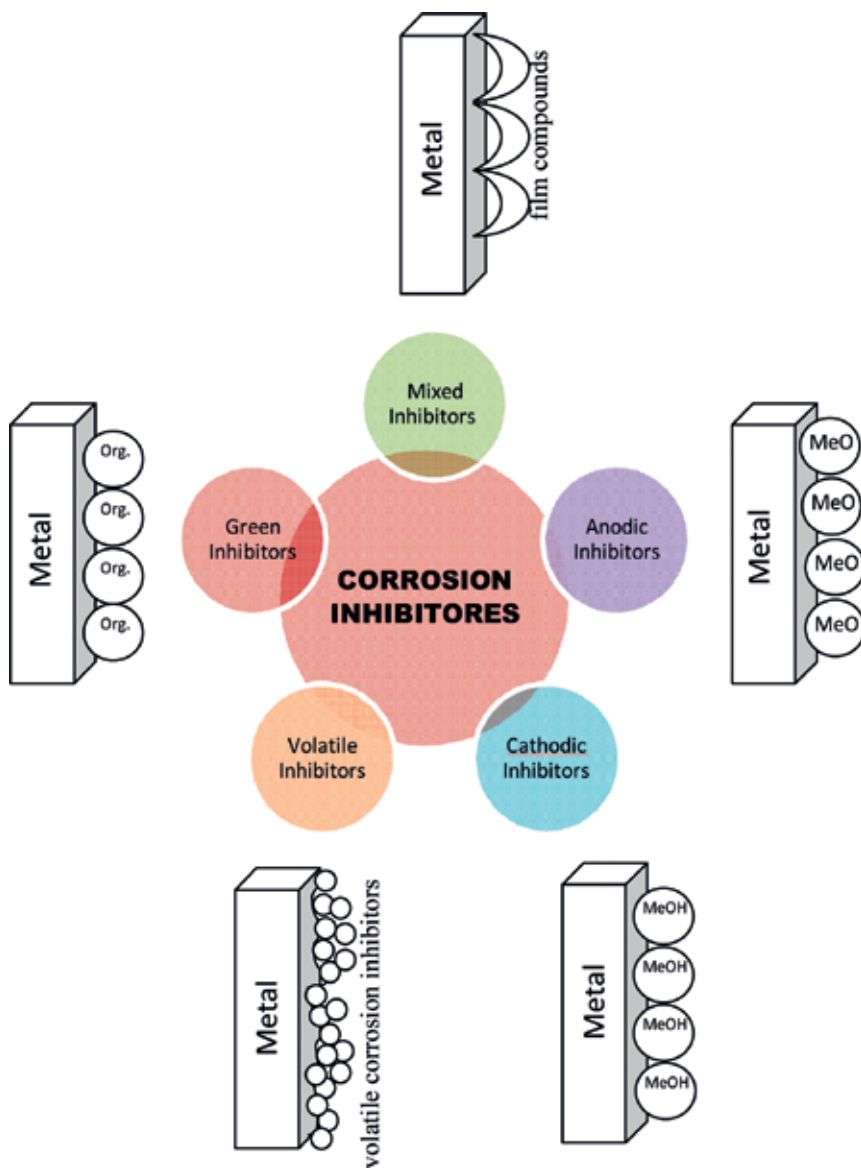 Metal
film compounds
Mixed
Inhibitors
Metal
Org.
Org.
Org.
Org.
Green
Inhibitors
CORROSION
INHIBITORES
Anodic
Inhibitors
Metal
MeO
MeO
MeO
MeO
Volatile
Inhibitors
Cathodic
Inhibitors
Metal
volatile corrosion inhibitors
Metal
MeOH
MeOH
MeOH
MeOH